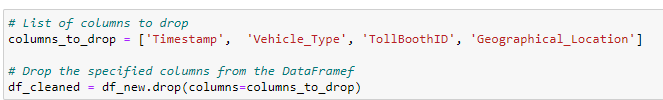 # List of columns to drop
columns_to_drop = ['Timestamp',  'Vehicle_Type', 'TollBoothID', 'Geographical_Location']
# Drop the specified columns from the DataFramef
df_cleaned = df_new.drop(columns=columns_to_drop)